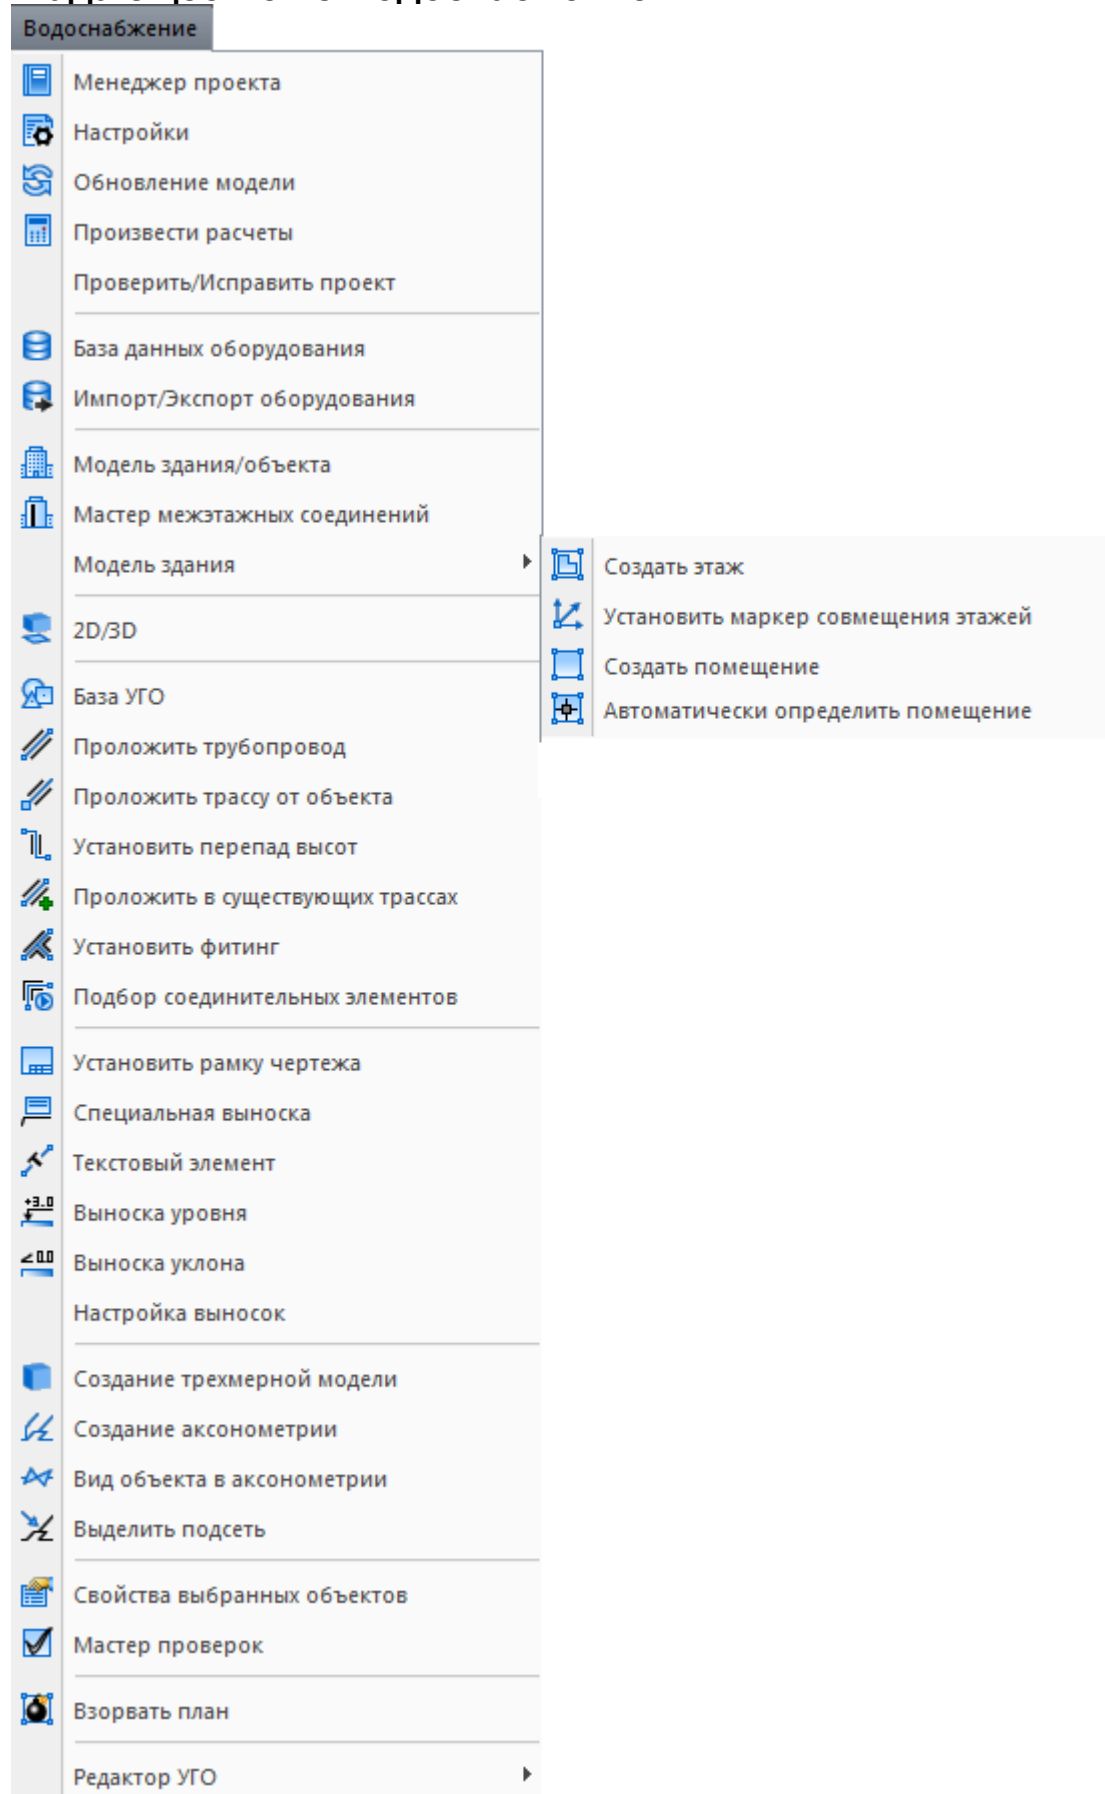 Водоснабжение
Менеджер проекта
Настройки
Обновление модели
Произвести расчеты
Проверить/Исправить проект
База данных оборудования
Импорт/Экспорт оборудования
Модель здания/объекта
Мастер межэтажных соединений
Модель здания
Создать этаж
Установить маркер совмещения этажей
Создать помещение
Автоматически определить помещение
2D/3D
База УГО
Проложить трубопровод
Проложить трассу от объекта
Установить перепад высот
Проложить в существующих трассах
Установить фитинг
Подбор соединительных элементов
Установить рамку чертежа
Специальная выноска
Текстовый элемент
+3.0
Выноска уровня
<0.0
Выноска уклона
Настройка выносок
Создание трехмерной модели
Создание аксонометрии
Вид объекта в аксонометрии
Выделить подсеть
Свойства выбранных объектов
Мастер проверок
Взорвать план
Редактор УГО